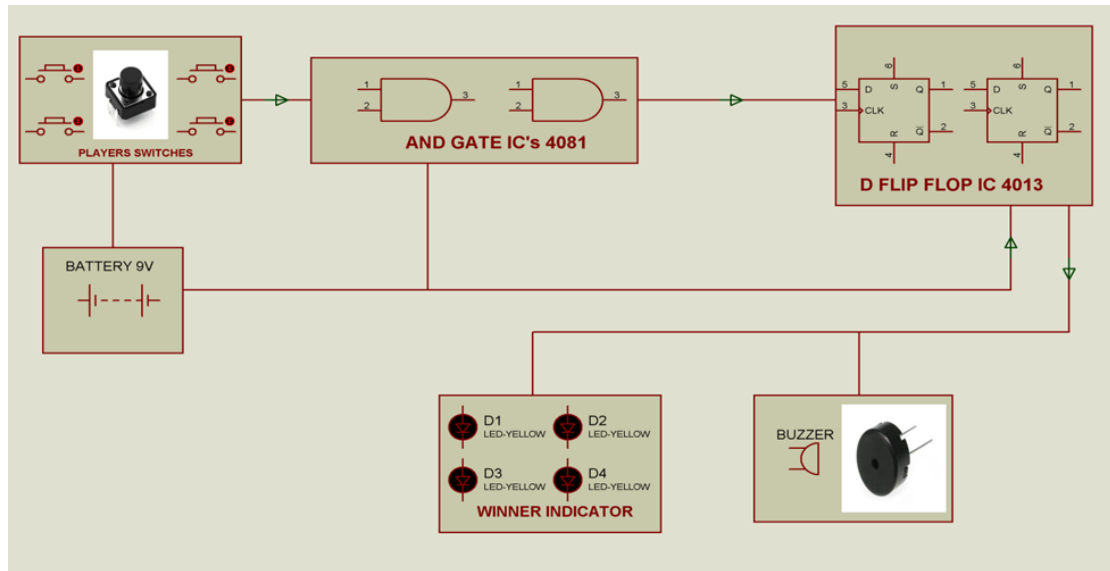 PLAYERS SWITCHES
1
2
3
1
2
3
AND GATE IC's 4081
5
D
6
S
Q
1
3
CLK
R
Q
2
4
5
D
6
S
Q
1
3
CLK
R
Q
2
4
D FLIP FLOP IC 4013
BATTERY 9V
D1
LED-YELLOW
D2
LED-YELLOW
D3
LED-YELLOW
D4
LED-YELLOW
WINNER INDICATOR
BUZZER